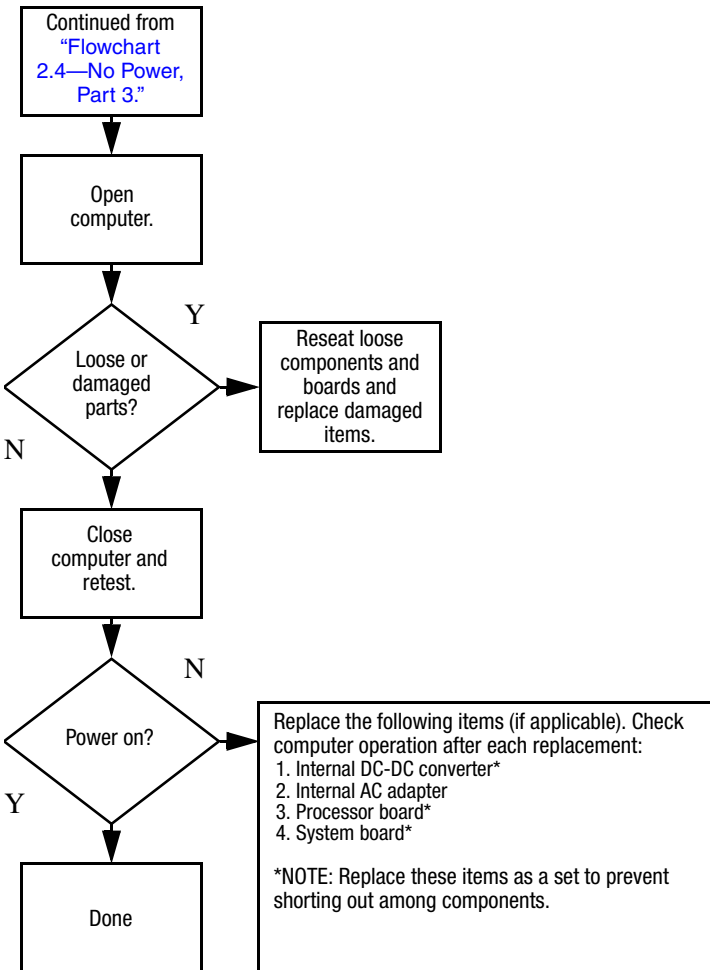 Continued from
“Flowchart
2.4—No Power,
Part 3.”
Open
computer.
Y
Loose or
damaged
parts?
Reseat loose
components and
boards and
replace damaged
items.
N
Close
computer and
retest.
N
Power on?
Replace the following items (if applicable). Check
computer operation after each replacement:
1. Internal DC-DC converter*
2. Internal AC adapter
3. Processor board*
4. System board*
*NOTE: Replace these items as a set to prevent
shorting out among components.
Y
Done